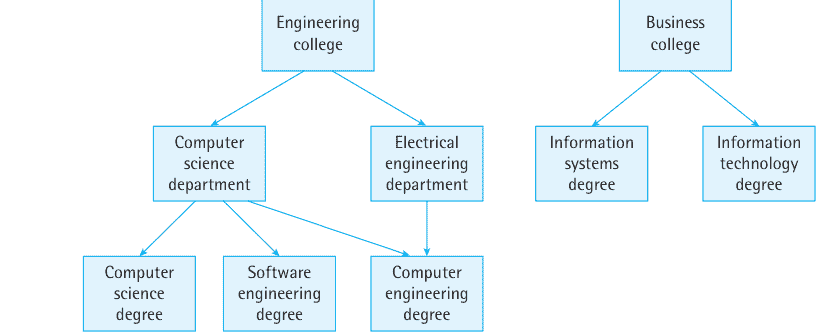 Engineering
college
Business
college
Computer
science
department
Electrical
engineering
department
Information
systems
degree
Information
technology
degree
Computer
science
degree
Software
engineering
degree
Computer
engineering
degree